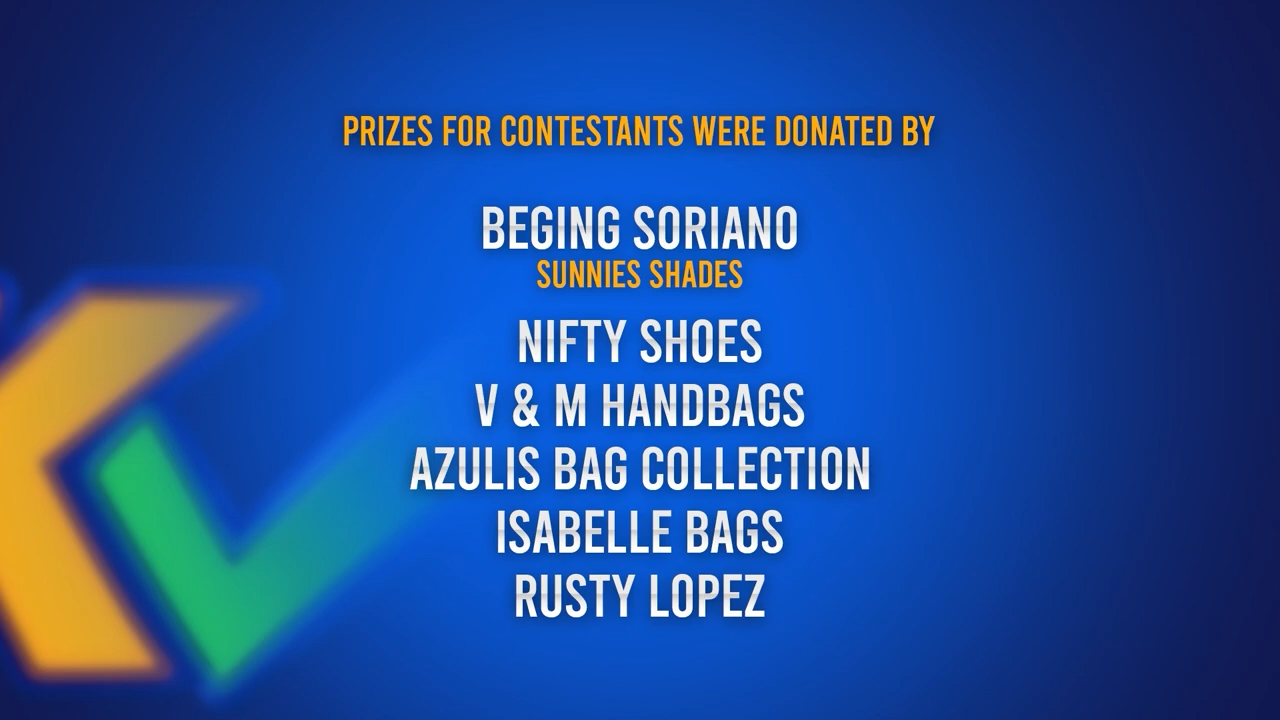 PRIZES FOR CONTESTANTS WERE DONATED BY
BEGING SORIANO
SUNNIES SHADES
NIFTY SHOES
V & M HANDBAGS
AZULIS BAG COLLECTION
ISABELLE BAGS
RUSTY LOPEZ